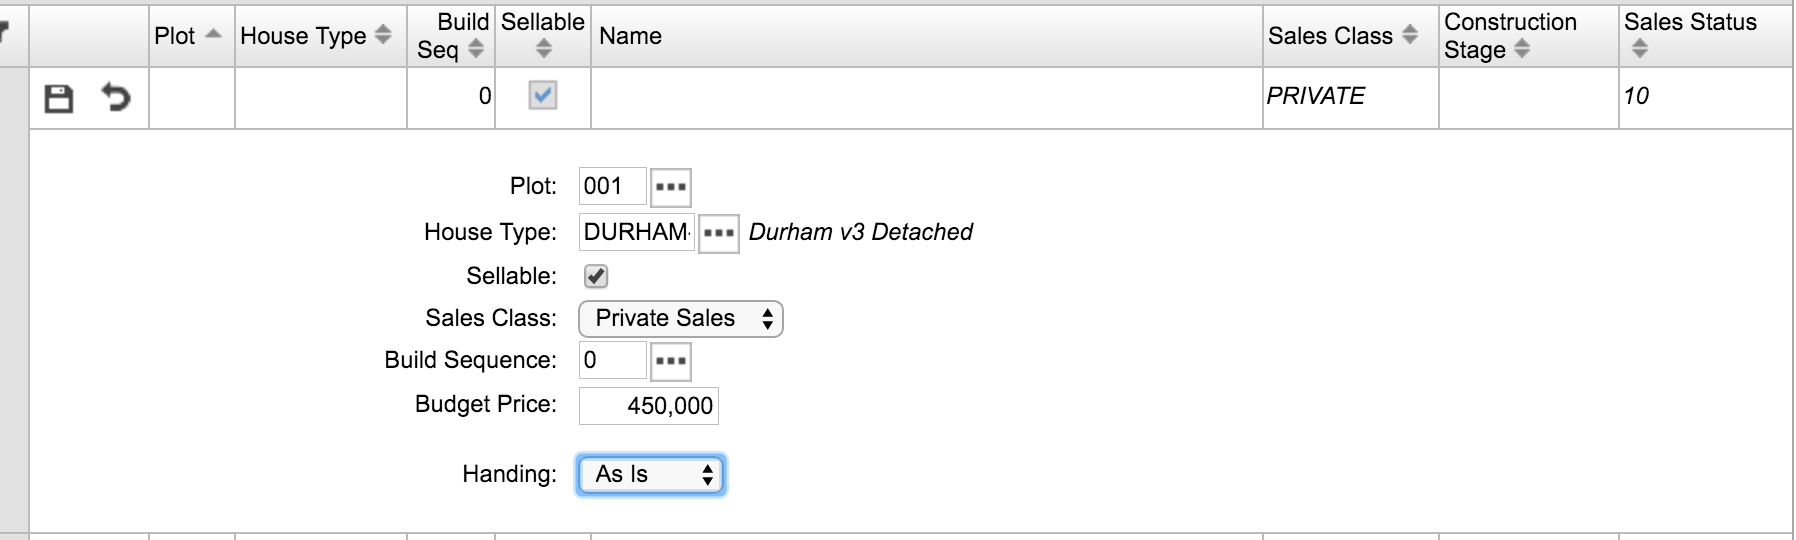 Plot House Type Build Seq Sellable Name Sales Class Construction Stage Sales Status
0 PRIVATE 10
Plot: 001
House Type: DURHAM- Durham v3 Detached
Sellable:
Sales Class: Private Sales
Build Sequence: 0
Budget Price: 450,000
Handing: As Is